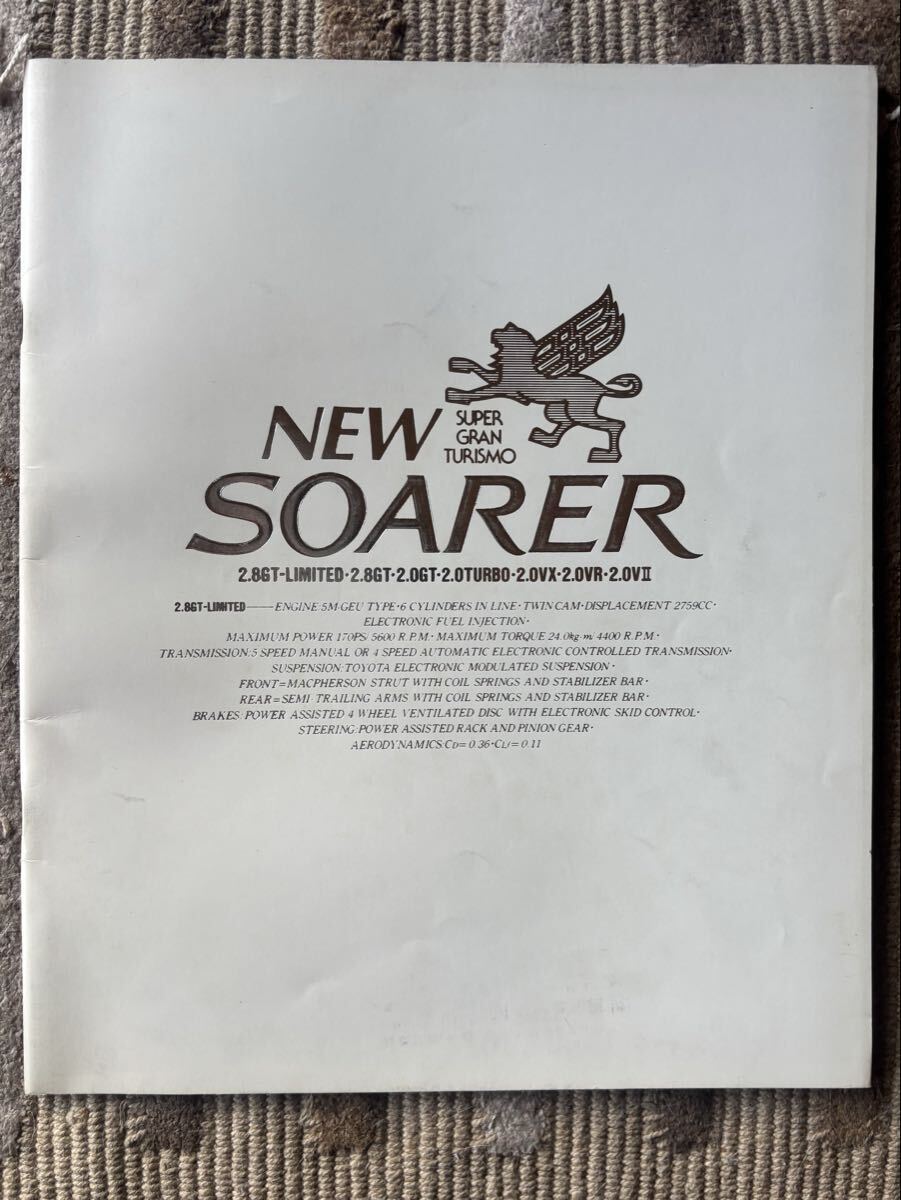 NEW
SUPER
GRAN
TURISMO
SOARER
2.8GT-LIMITED・2.8GT・2.0GT・2.0TURBO・2.0VX・2.0VR・2.0VⅡ
2.8GT-LIMITED——ENGINE:5M-GEU TYPE・6 CYLINDERS IN LINE・TWIN CAM・DISPLACEMENT 2759CC・
ELECTRONIC FUEL INJECTION・
MAXIMUM POWER 170PS/5600 R.P.M.・MAXIMUM TORQUE 24.0kg-m/4400 R.P.M.・
TRANSMISSION:5 SPEED MANUAL OR 4 SPEED AUTOMATIC ELECTRONIC CONTROLLED TRANSMISSION・
SUSPENSION:TOYOTA ELECTRONIC MODULATED SUSPENSION・
FRONT=MACPHERSON STRUT WITH COIL SPRINGS AND STABILIZER BAR・
REAR=SEMI-TRAILING ARMS WITH COIL SPRINGS AND STABILIZER BAR・
BRAKES:POWER ASSISTED 4 WHEEL VENTILATED DISC WITH ELECTRONIC SKID CONTROL・
STEERING:POWER ASSISTED RACK AND PINION GEAR・
AERODYNAMICS:CD=0.36・CLf=0.11